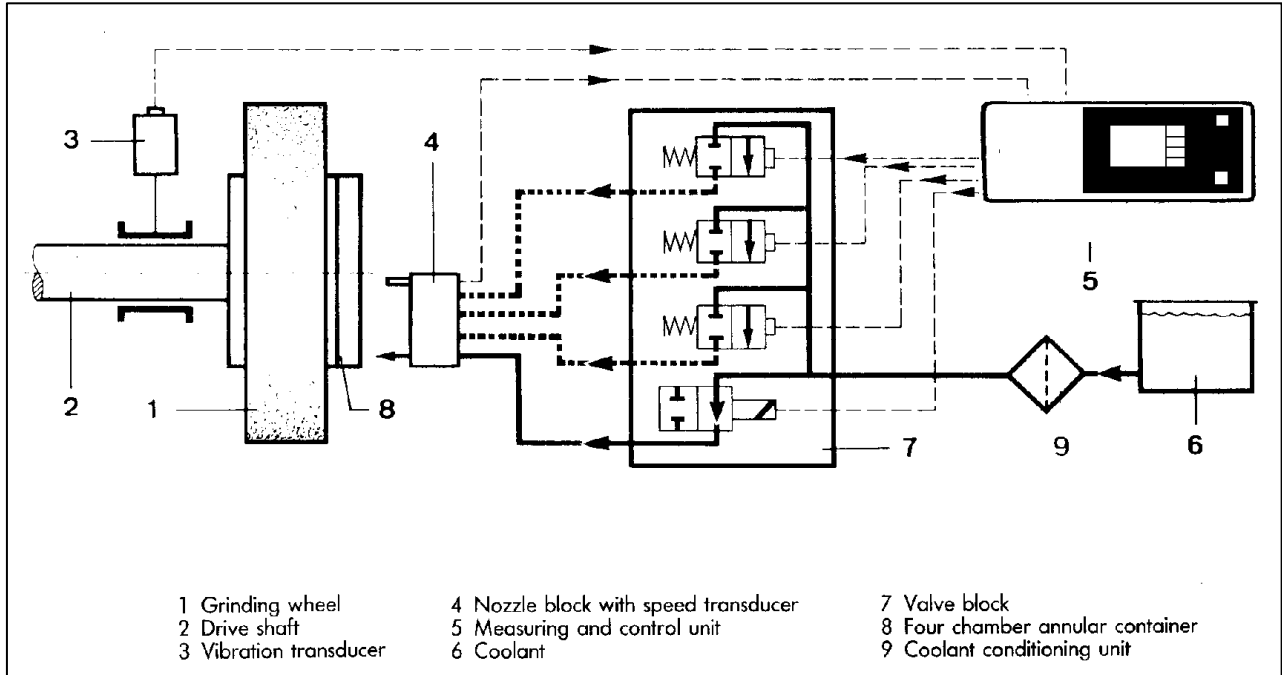 3
4
5
2
1
8
7
9
6
1 Grinding wheel
2 Drive shaft
3 Vibration transducer
4 Nozzle block with speed transducer
5 Measuring and control unit
6 Coolant
7 Valve block
8 Four chamber annular container
9 Coolant conditioning unit